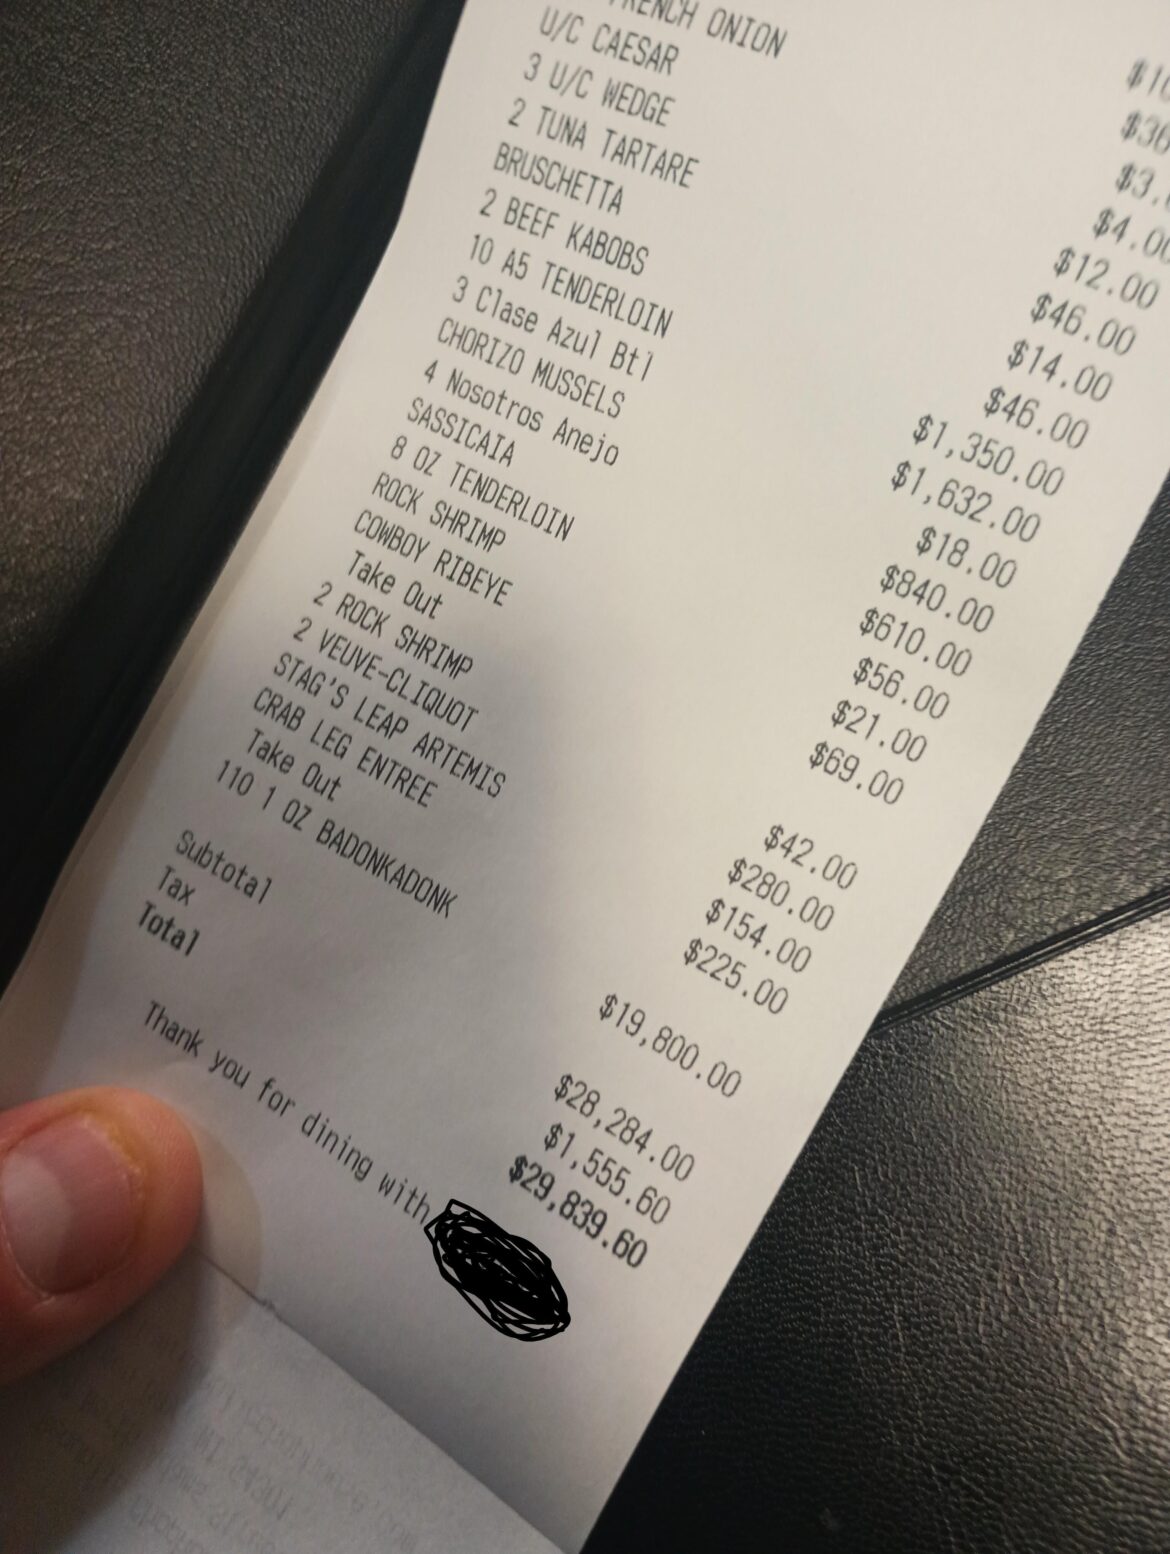 ONION
U/C CAESAR $4.00
3 U/C WEDGE $12.00
2 TUNA TARTARE $46.00
BRUSCHETTA $14.00
2 BEEF KABOBS $46.00
10 A5 TENDERLOIN $1,350.00
3 Clase Azul Btl $1,632.00
CHORIZO MUSSELS $18.00
4 Nosotros Anejo $840.00
SASSICAIA $610.00
8 OZ TENDERLOIN $56.00
ROCK SHRIMP $21.00
COWBOY RIBEYE $69.00
Take Out
2 ROCK SHRIMP $42.00
2 VEUVE-CLIQUOT $280.00
STAG'S LEAP ARTEMIS $154.00
CRAB LEG ENTREE $225.00
Take Out
110 1 OZ BADONKADONK $19,800.00
Subtotal $28,284.00
Tax $1,555.60
Total $29,839.60
Thank you for dining with